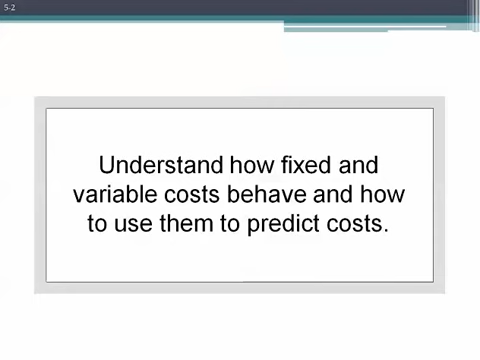 5-2
Understand how fixed and
variable costs behave and how
to use them to predict costs.